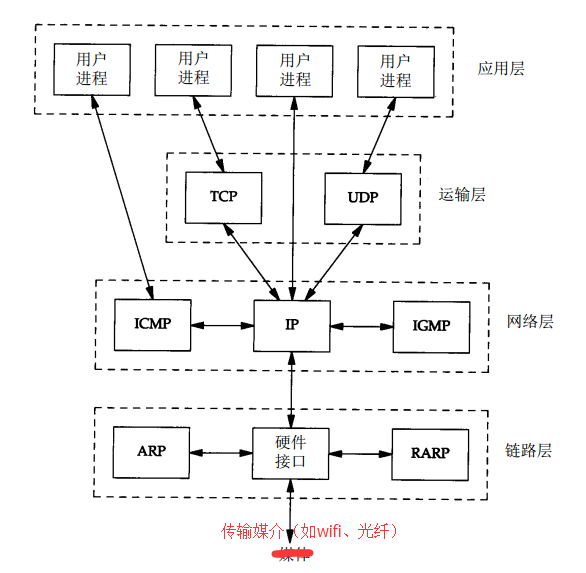 用户
进程
用户
进程
用户
进程
用户
进程
应用层
TCP
UDP
运输层
ICMP
IP
IGMP
网络层
ARP
硬件
接口
RARP
链路层
传输媒介（如wifi、光纤）